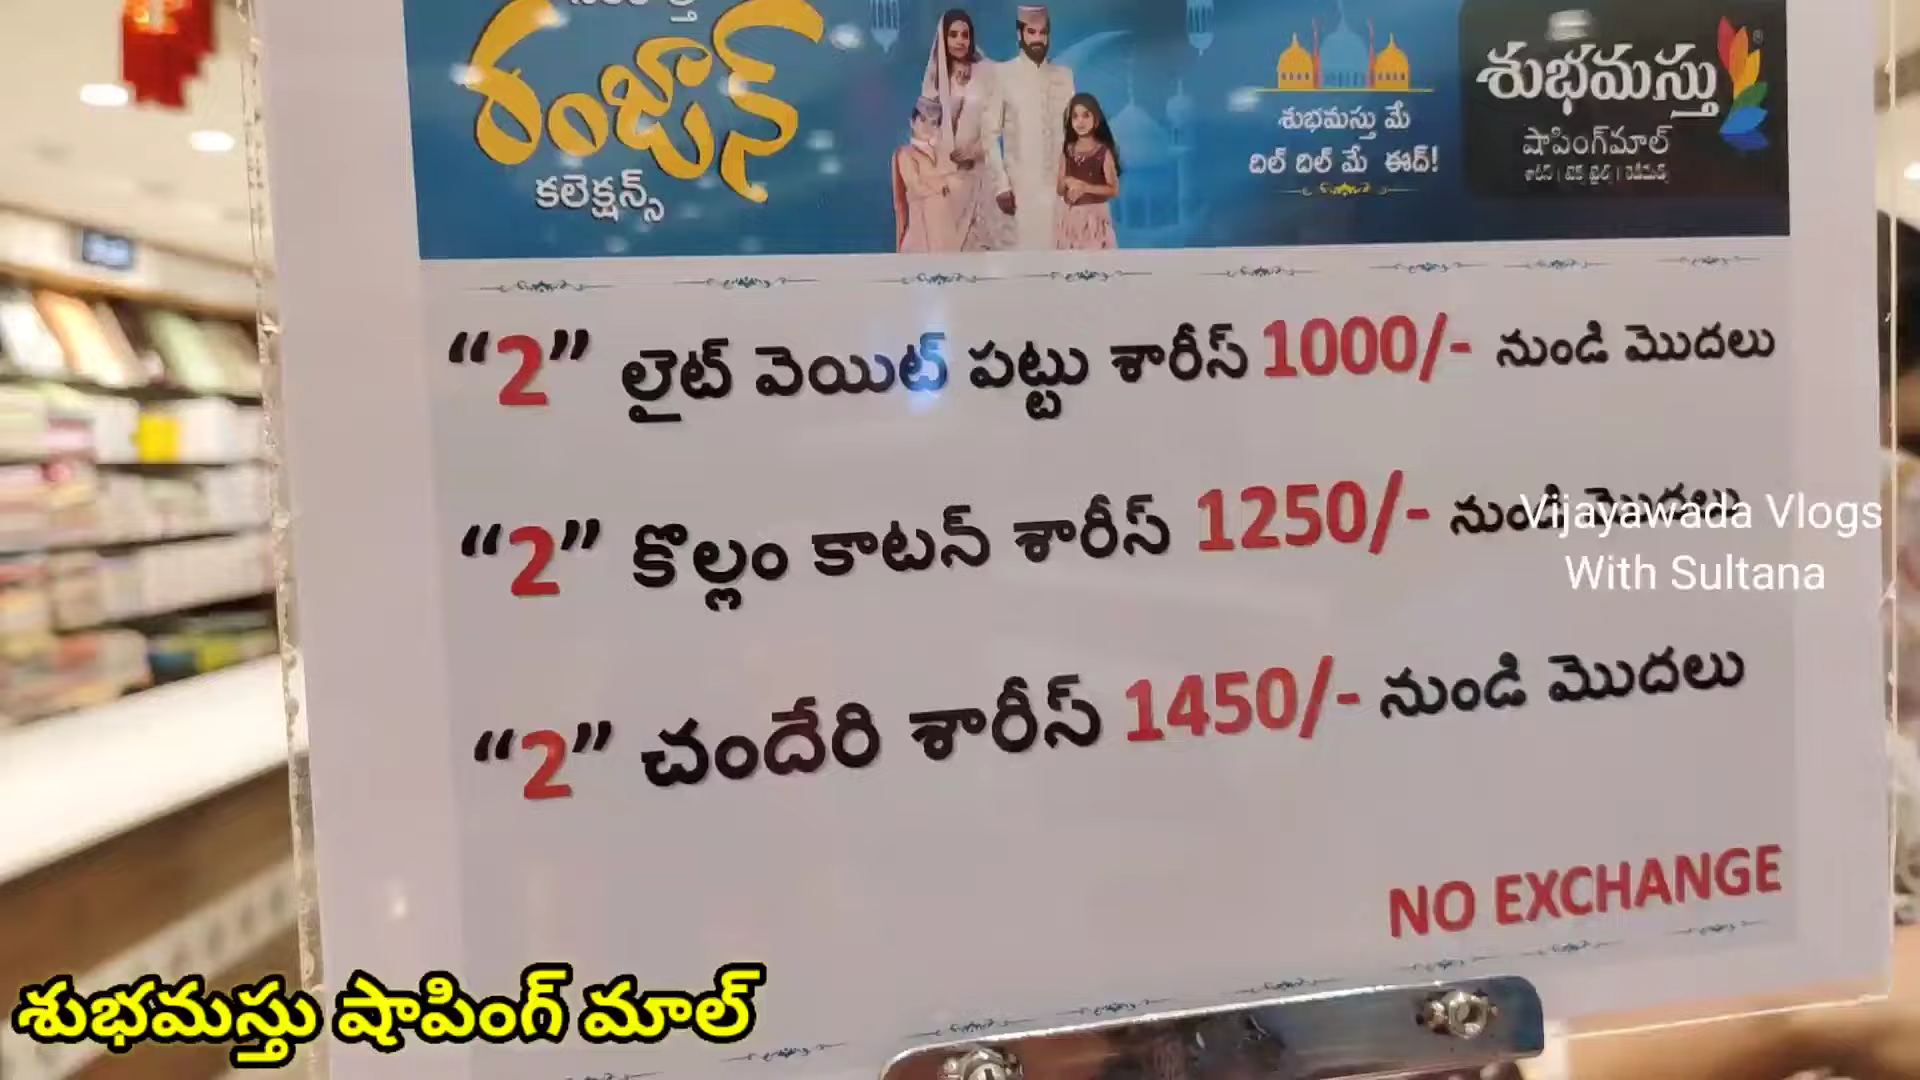 రంజాన్
కలెక్షన్స్
శుభమస్తు మే
దిల్ దిల్ మే ఈద్!
శుభమస్తు
షాపింగ్‌మాల్
"2" లైట్ వెయిట్ పట్టు శారీస్ 1000/- నుండి మొదలు
"2" కొల్లం కాటన్ శారీస్ 1250/- నుండి మొదలు
"2" చందేరి శారీస్ 1450/- నుండి మొదలు
NO EXCHANGE
Vijayawada Vlogs
With Sultana
శుభమస్తు షాపింగ్ మాల్